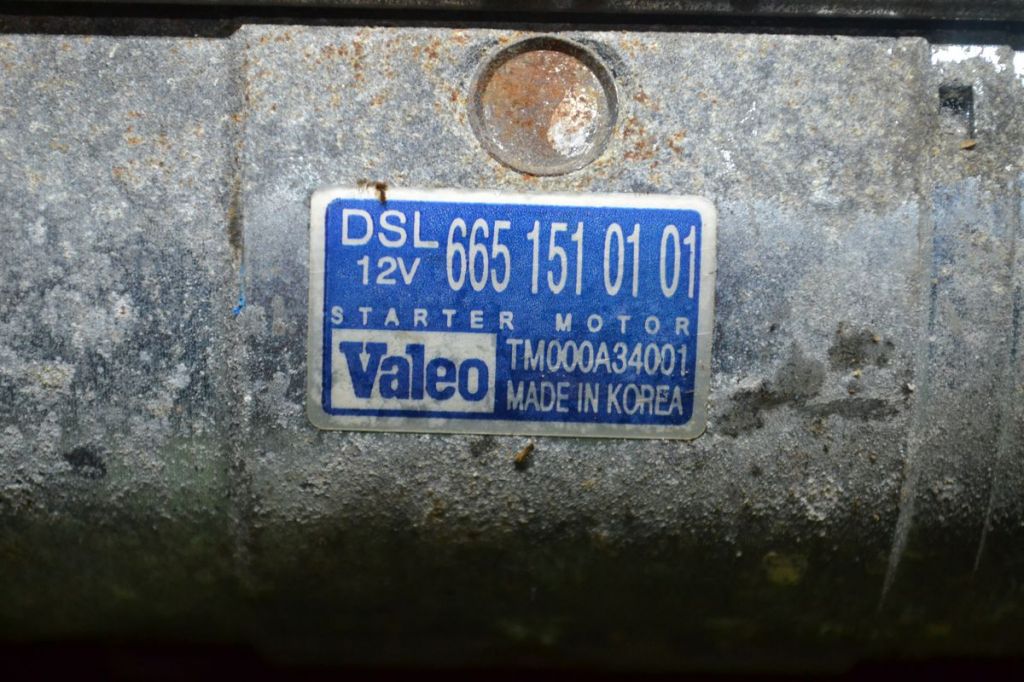 DSL 665 151 01 01
12V
STARTER MOTOR
Valeo TM000A34001
MADE IN KOREA